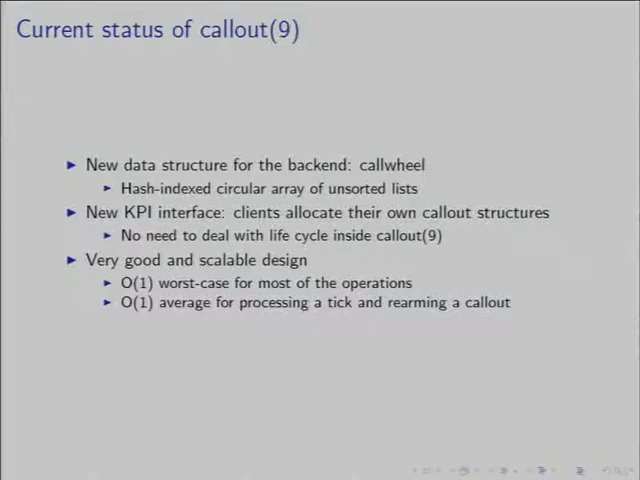 Current status of callout(9)
New data structure for the backend: callwheel
Hash-indexed circular array of unsorted lists
New KPI interface: clients allocate their own callout structures
No need to deal with life cycle inside callout(9)
Very good and scalable design
O(1) worst-case for most of the operations
O(1) average for processing a tick and rearming a callout